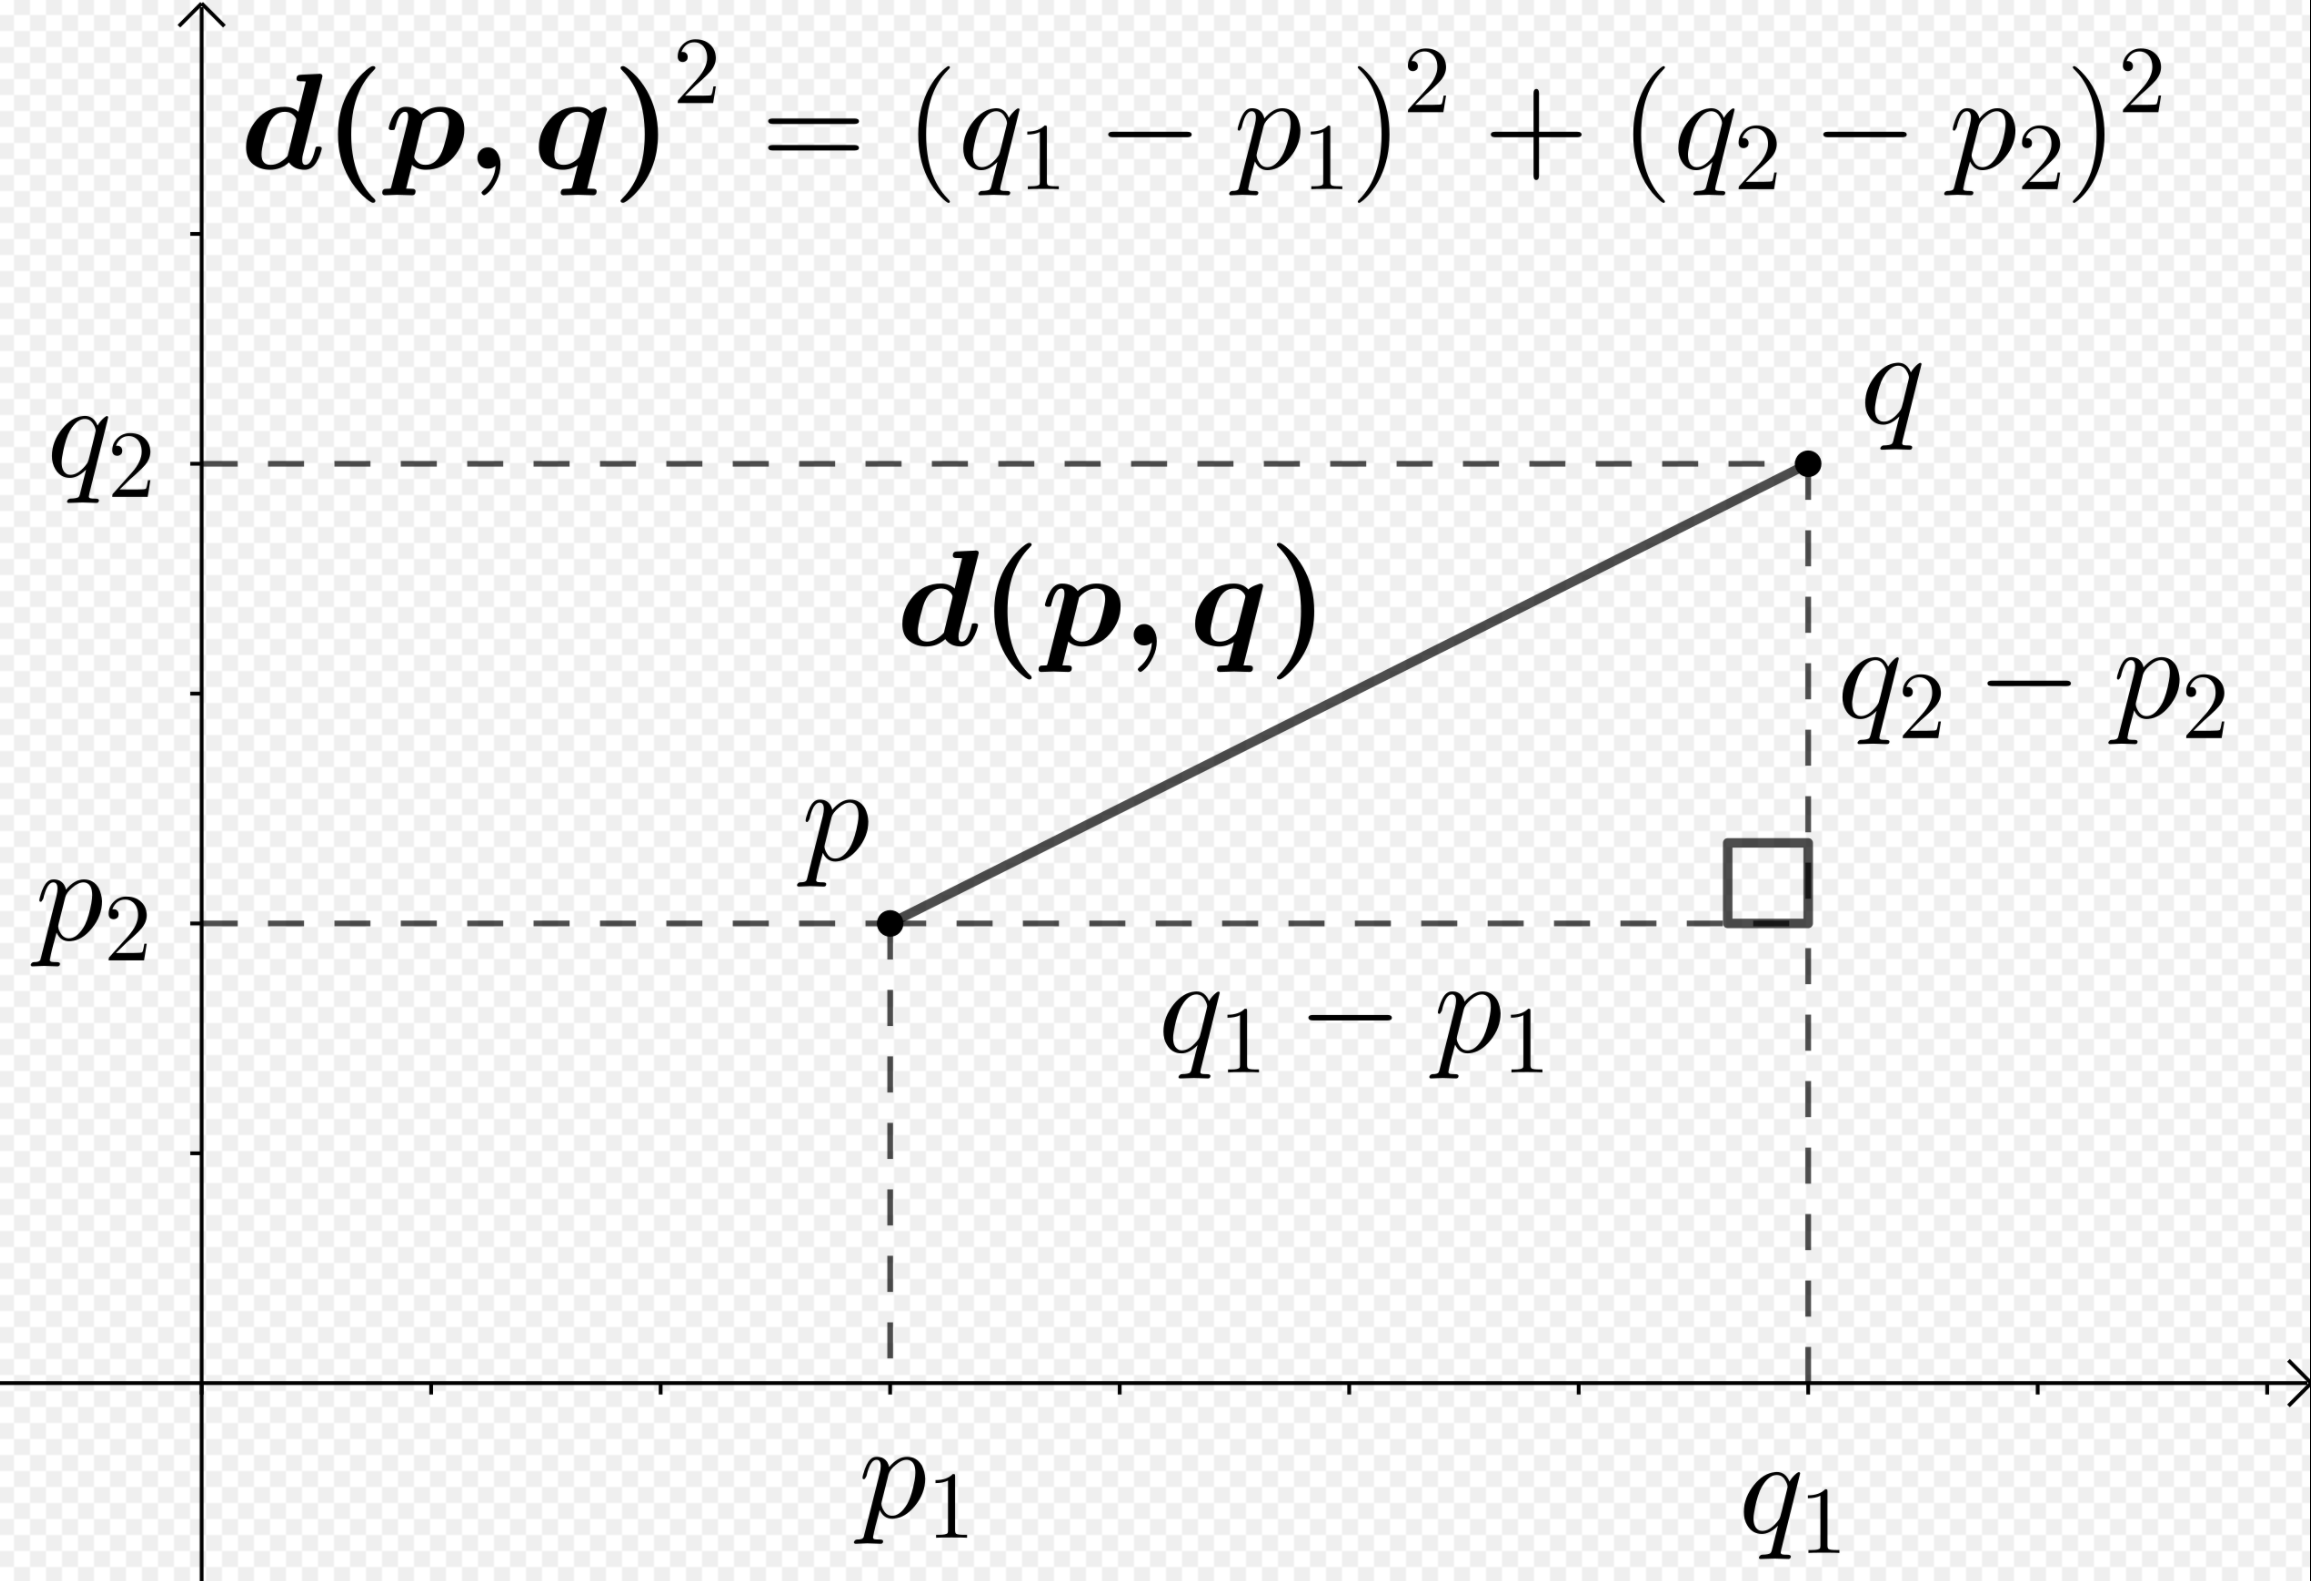 d(p, q)² = (q₁ − p₁)² + (q₂ − p₂)²
q
q₂
d(p, q)
q₂ − p₂
p
p₂
q₁ − p₁
p₁
q₁